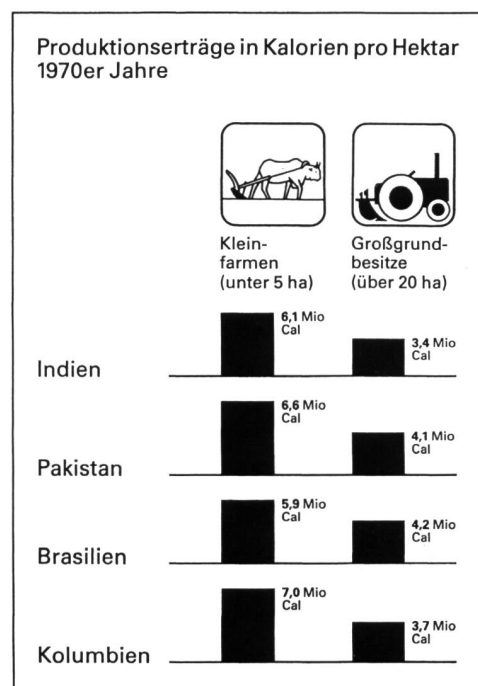 Produktionserträge in Kalorien pro Hektar
1970er Jahre
Klein-
farmen
(unter 5 ha)
Großgrund-
besitze
(über 20 ha)
Indien
6,1 Mio
Cal
3,4 Mio
Cal
Pakistan
6,6 Mio
Cal
4,1 Mio
Cal
Brasilien
5,9 Mio
Cal
4,2 Mio
Cal
Kolumbien
7,0 Mio
Cal
3,7 Mio
Cal